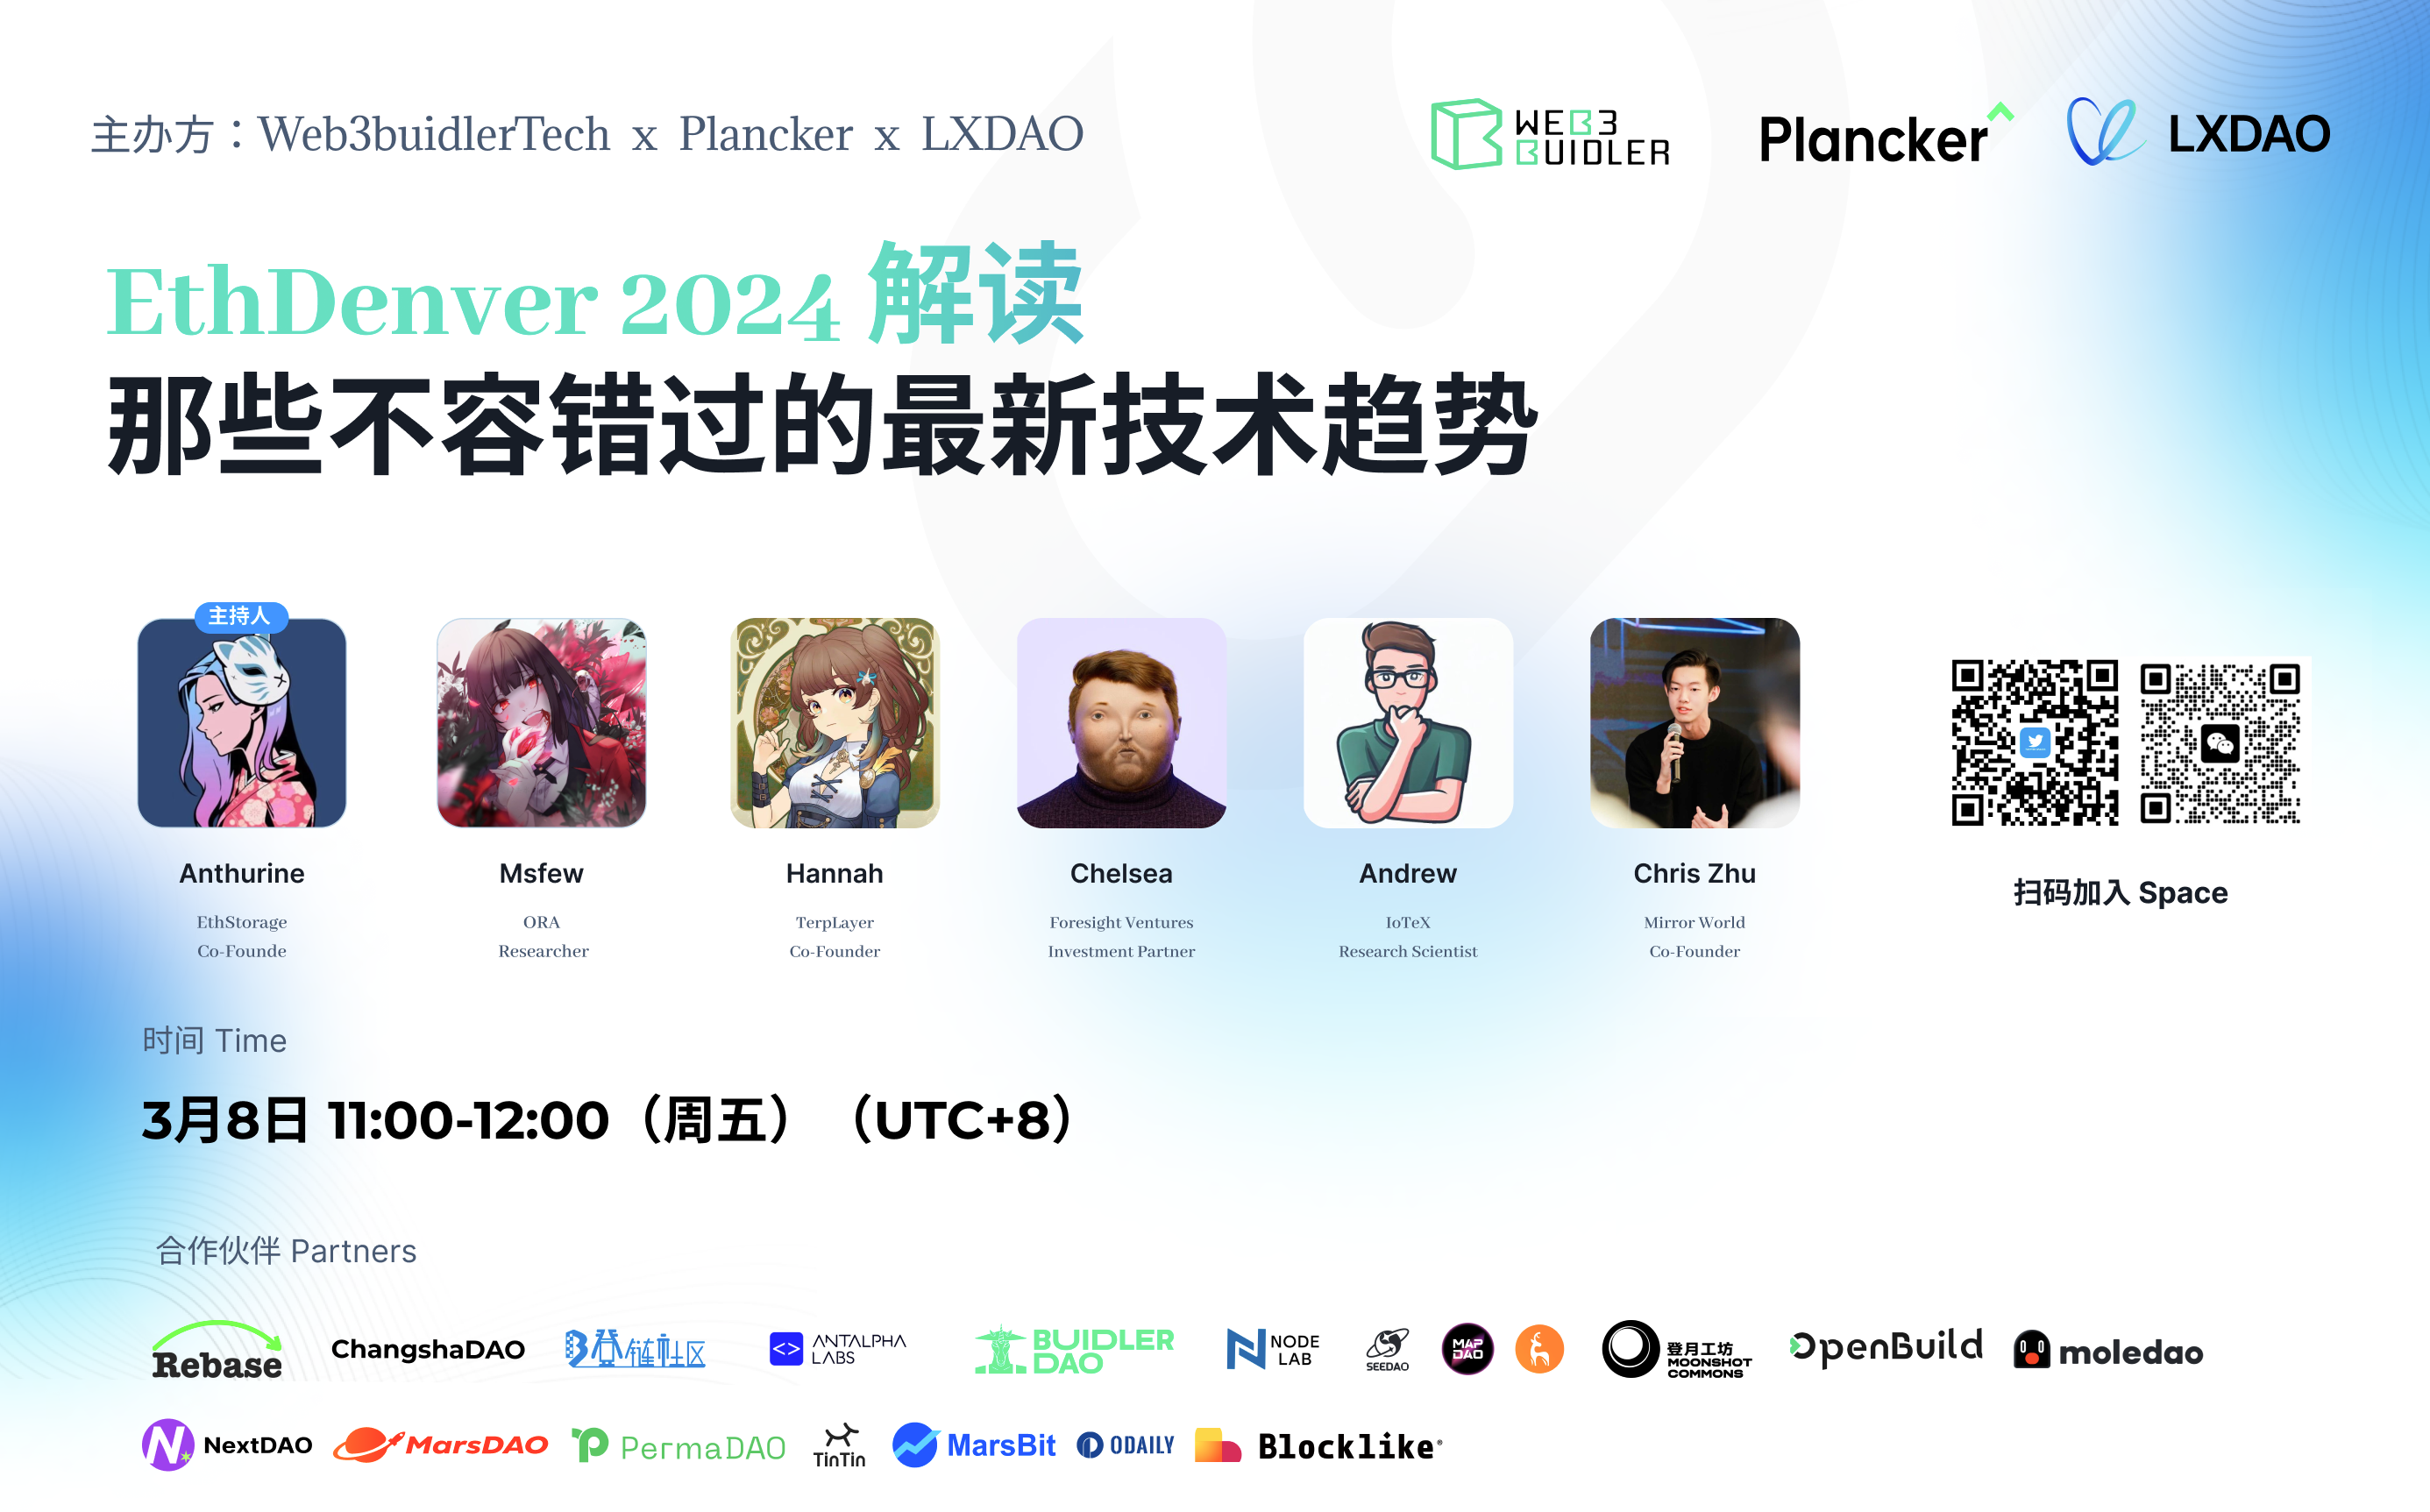 主办方：Web3buidlerTech x Plancker x LXDAO
WEB3
BUIDLER
Plancker
LXDAO
EthDenver 2024 解读
那些不容错过的最新技术趋势
主持人
Anthurine
EthStorage
Co-Founde
Msfew
ORA
Researcher
Hannah
TerpLayer
Co-Founder
Chelsea
Foresight Ventures
Investment Partner
Andrew
IoTeX
Research Scientist
Chris Zhu
Mirror World
Co-Founder
扫码加入 Space
时间 Time
3月8日 11:00-12:00（周五）（UTC+8）
合作伙伴 Partners
Rebase
ChangshaDAO
巷链社区
ANTALPHA
LABS
BUIDLER
DAO
NODE
LAB
SEEDAO
MAP
DAO
登月工坊
MOONSHOT
COMMONS
OpenBuild
moledao
NextDAO
MarsDAO
PermaDAO
TinTin
MarsBit
ODAILY
Blocklike